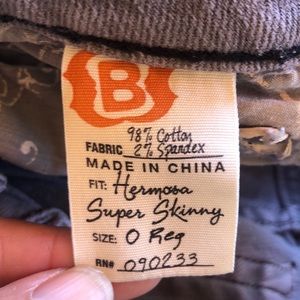 B
98% Cotton
FABRIC 2% Spandex
MADE IN CHINA
FIT: Hermosa
Super Skinny
SIZE: 0 Reg
RN# 090233